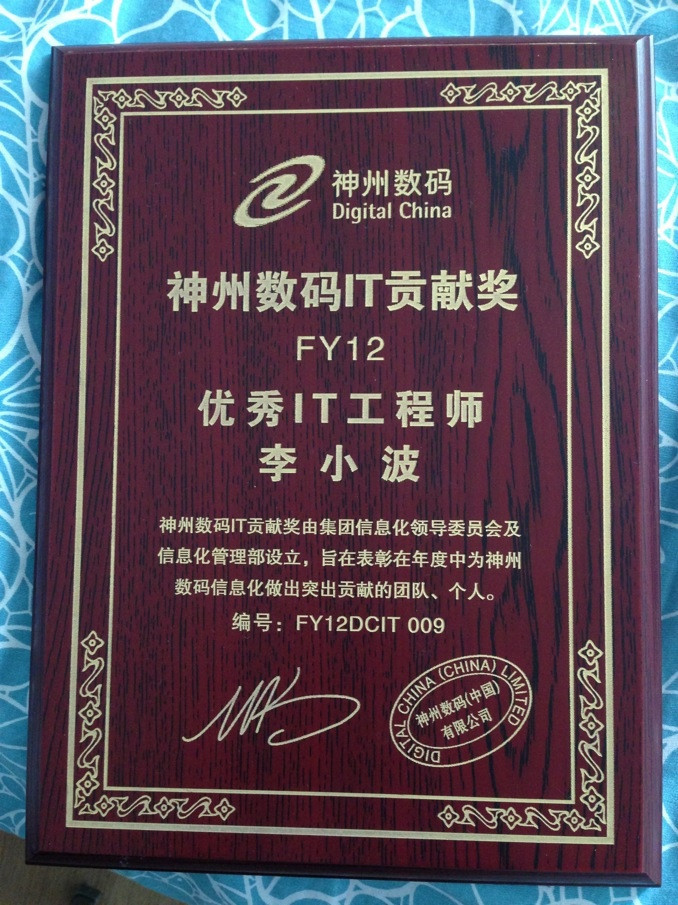 神州数码
Digital China
神州数码IT贡献奖
FY12
优秀IT工程师
李小波
神州数码IT贡献奖由集团信息化领导委员会及
信息化管理部设立，旨在表彰在年度中为神州
数码信息化做出突出贡献的团队、个人。
编号：FY12DCIT 009
DIGITAL CHINA (CHINA) LIMITED
神州数码(中国)
有限公司